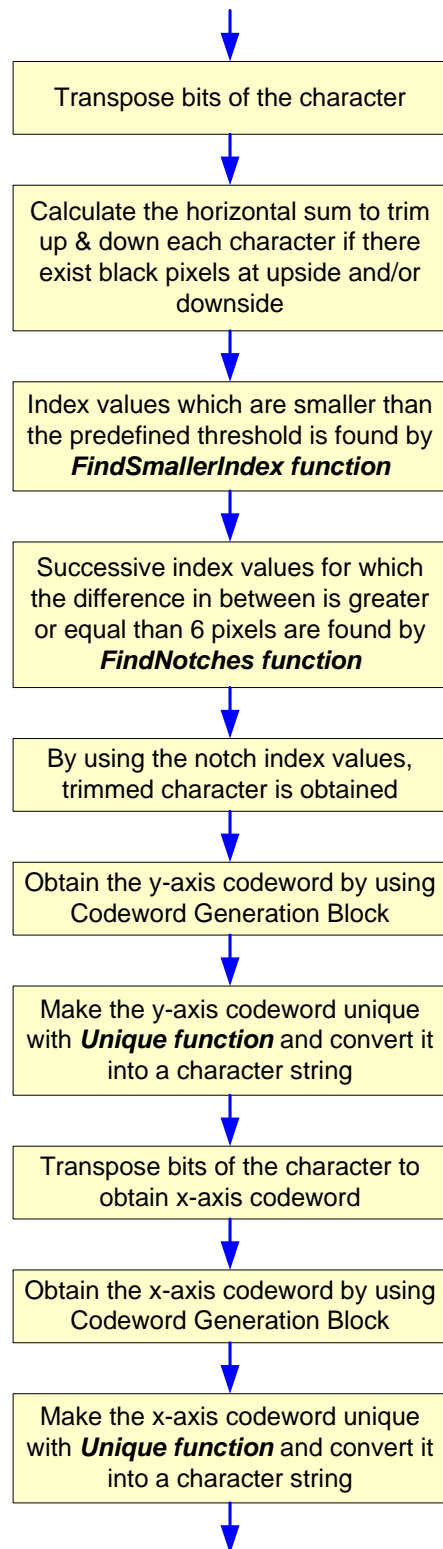 Transpose bits of the character
Calculate the horizontal sum to trim
up & down each character if there
exist black pixels at upside and/or
downside
Index values which are smaller than
the predefined threshold is found by
FindSmallerIndex function
Successive index values for which
the difference in between is greater
or equal than 6 pixels are found by
FindNotches function
By using the notch index values,
trimmed character is obtained
Obtain the y-axis codeword by using
Codeword Generation Block
Make the y-axis codeword unique
with Unique function and convert it
into a character string
Transpose bits of the character to
obtain x-axis codeword
Obtain the x-axis codeword by using
Codeword Generation Block
Make the x-axis codeword unique
with Unique function and convert it
into a character string